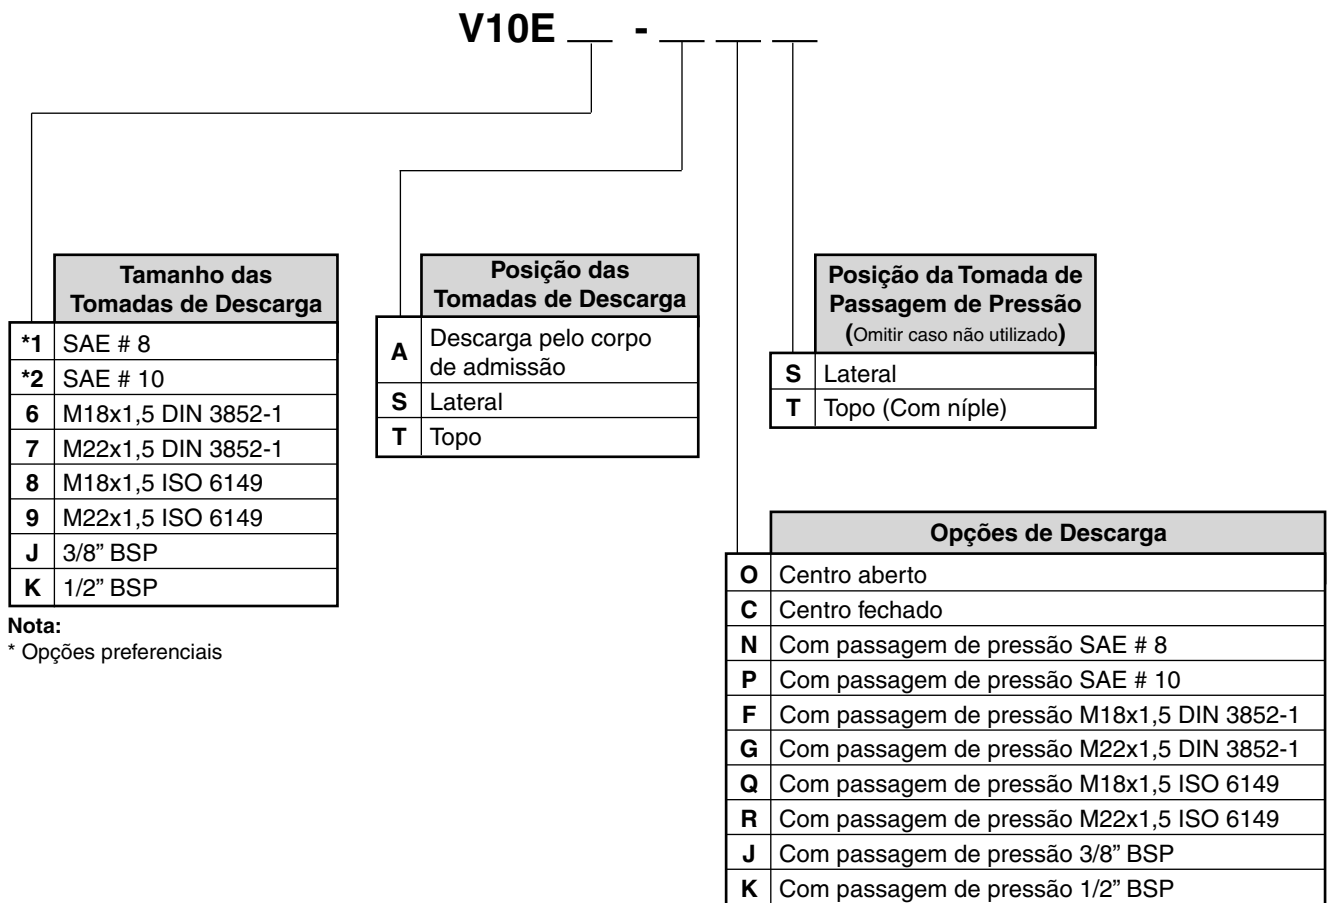 V10E __ - __ __ __
Tamanho das
Tomadas de Descarga
*1 SAE # 8
*2 SAE # 10
6 M18x1,5 DIN 3852-1
7 M22x1,5 DIN 3852-1
8 M18x1,5 ISO 6149
9 M22x1,5 ISO 6149
J 3/8” BSP
K 1/2” BSP
Nota:
* Opções preferenciais
Posição das
Tomadas de Descarga
A Descarga pelo corpo
de admissão
S Lateral
T Topo
Posição da Tomada de
Passagem de Pressão
(Omitir caso não utilizado)
S Lateral
T Topo (Com níple)
Opções de Descarga
O Centro aberto
C Centro fechado
N Com passagem de pressão SAE # 8
P Com passagem de pressão SAE # 10
F Com passagem de pressão M18x1,5 DIN 3852-1
G Com passagem de pressão M22x1,5 DIN 3852-1
Q Com passagem de pressão M18x1,5 ISO 6149
R Com passagem de pressão M22x1,5 ISO 6149
J Com passagem de pressão 3/8” BSP
K Com passagem de pressão 1/2” BSP